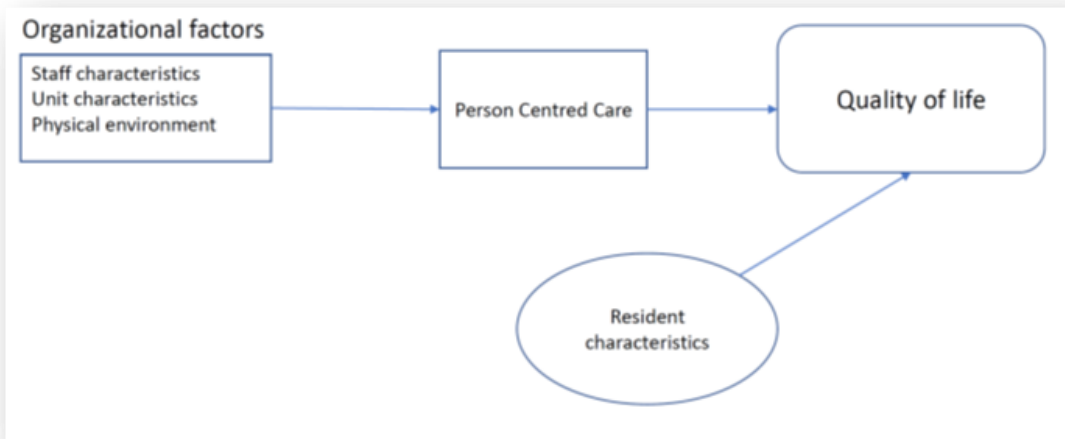 Organizational factors
Staff characteristics
Unit characteristics
Physical environment
Person Centred Care
Quality of life
Resident
characteristics